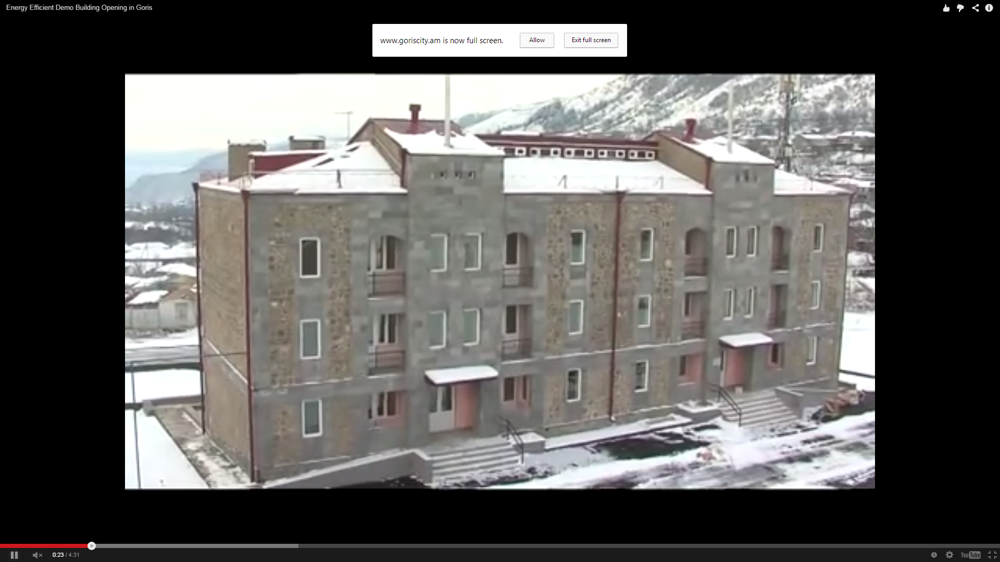 Energy Efficient Demo Building Opening in Goris
www.goriscity.am is now full screen.
Allow
Exit full screen
0:23 / 4:31
YouTube